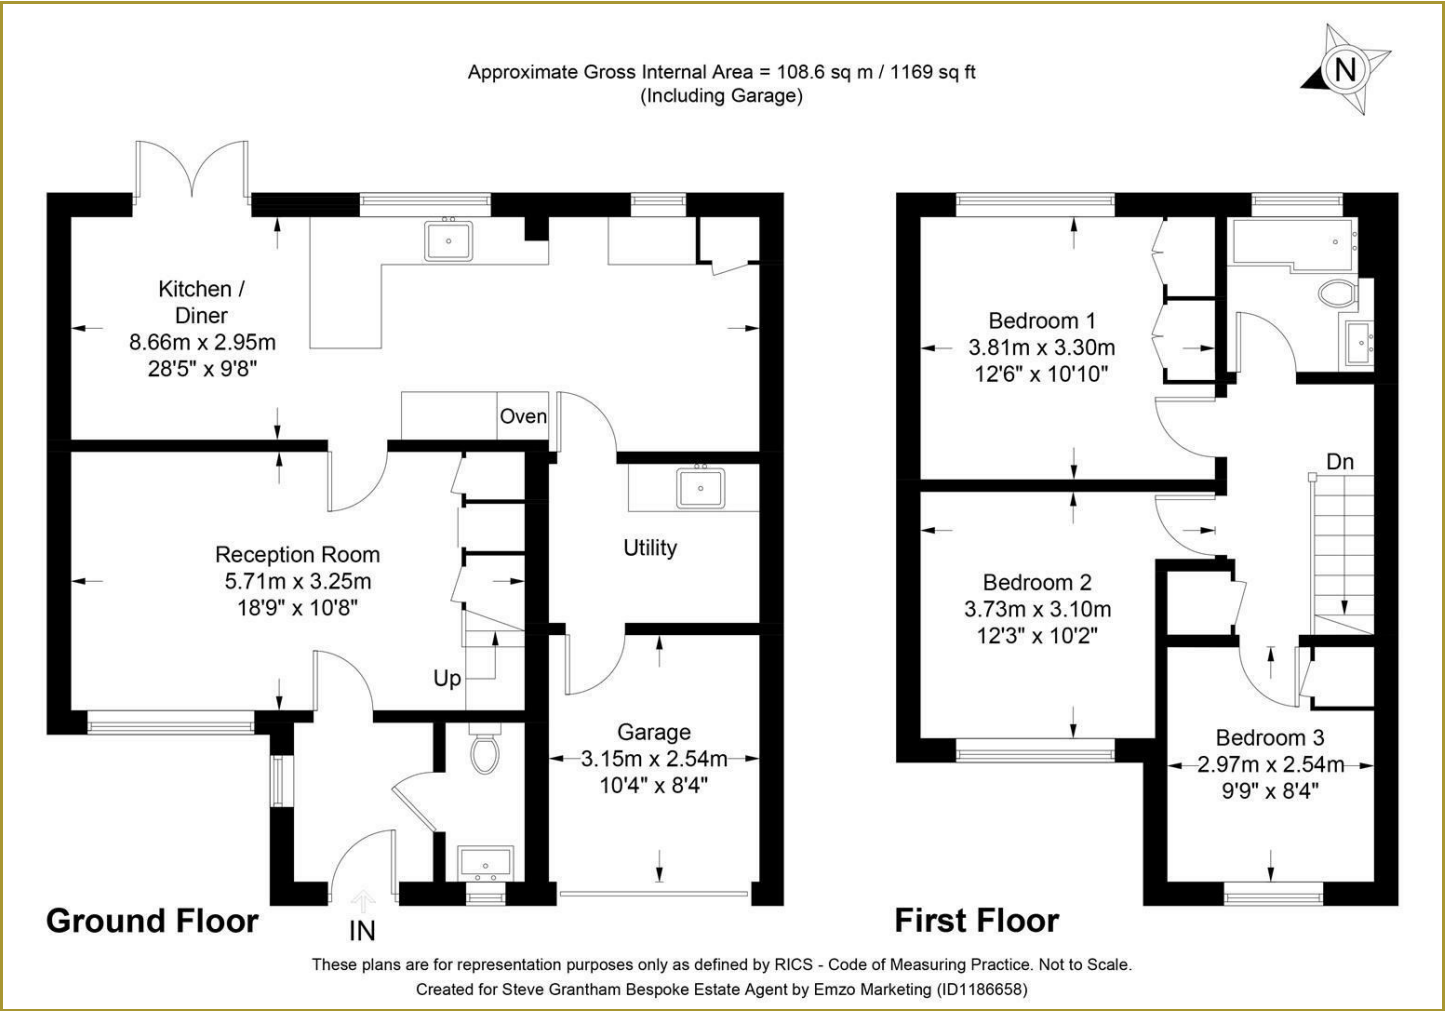 Approximate Gross Internal Area = 108.6 sq m / 1169 sq ft
(Including Garage)
N
Kitchen /
Diner
8.66m x 2.95m
28'5" x 9'8"
Oven
Reception Room
5.71m x 3.25m
18'9" x 10'8"
Up
Utility
Garage
3.15m x 2.54m
10'4" x 8'4"
IN
Ground Floor
Bedroom 1
3.81m x 3.30m
12'6" x 10'10"
Dn
Bedroom 2
3.73m x 3.10m
12'3" x 10'2"
Bedroom 3
2.97m x 2.54m
9'9" x 8'4"
First Floor
These plans are for representation purposes only as defined by RICS - Code of Measuring Practice. Not to Scale.
Created for Steve Grantham Bespoke Estate Agent by Emzo Marketing (ID1186658)